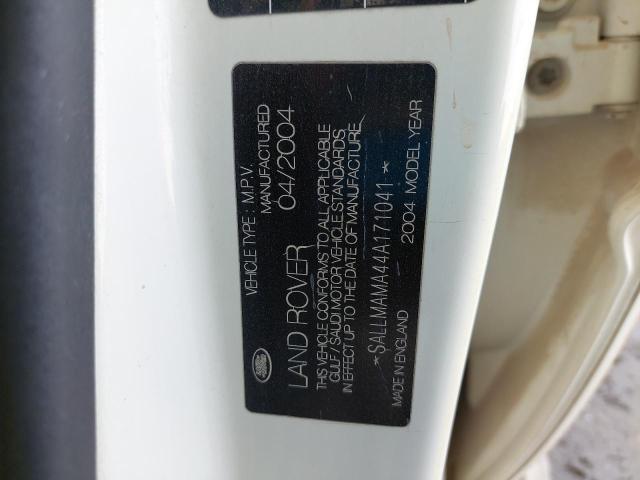 VEHICLE TYPE : M.P.V.
MANUFACTURED
LAND ROVER 04/2004
THIS VEHICLE CONFORMS TO ALL APPLICABLE
GULF / SAUDI MOTOR VEHICLE STANDARDS,
IN EFFECT UP TO THE DATE OF MANUFACTURE.
*SALLMAMA44A171041*
MADE IN ENGLAND 2004 MODEL YEAR